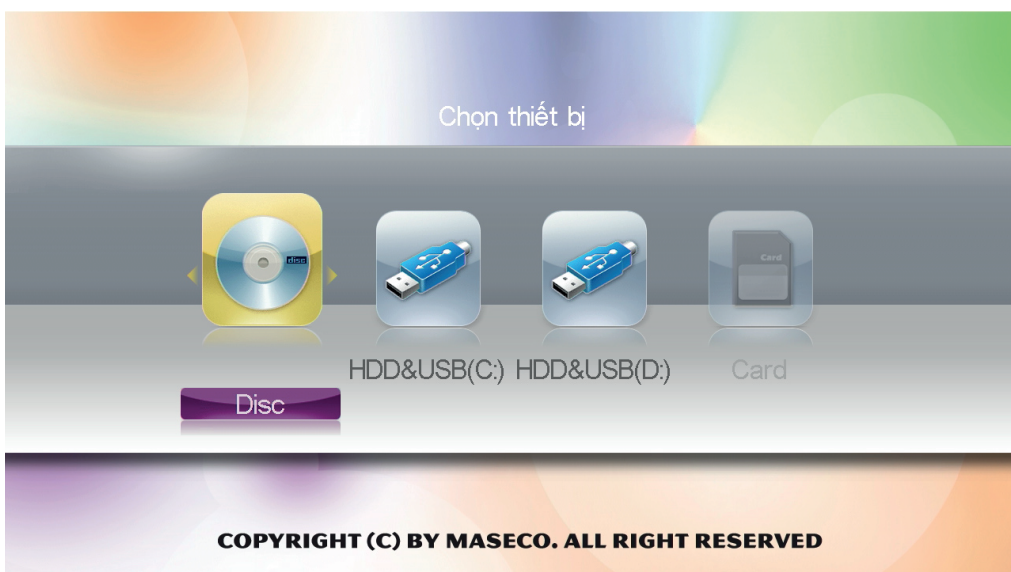 Chọn thiết bị
disc
Card
HDD&USB(C:) HDD&USB(D:) Card
Disc
COPYRIGHT (C) BY MASECO. ALL RIGHT RESERVED